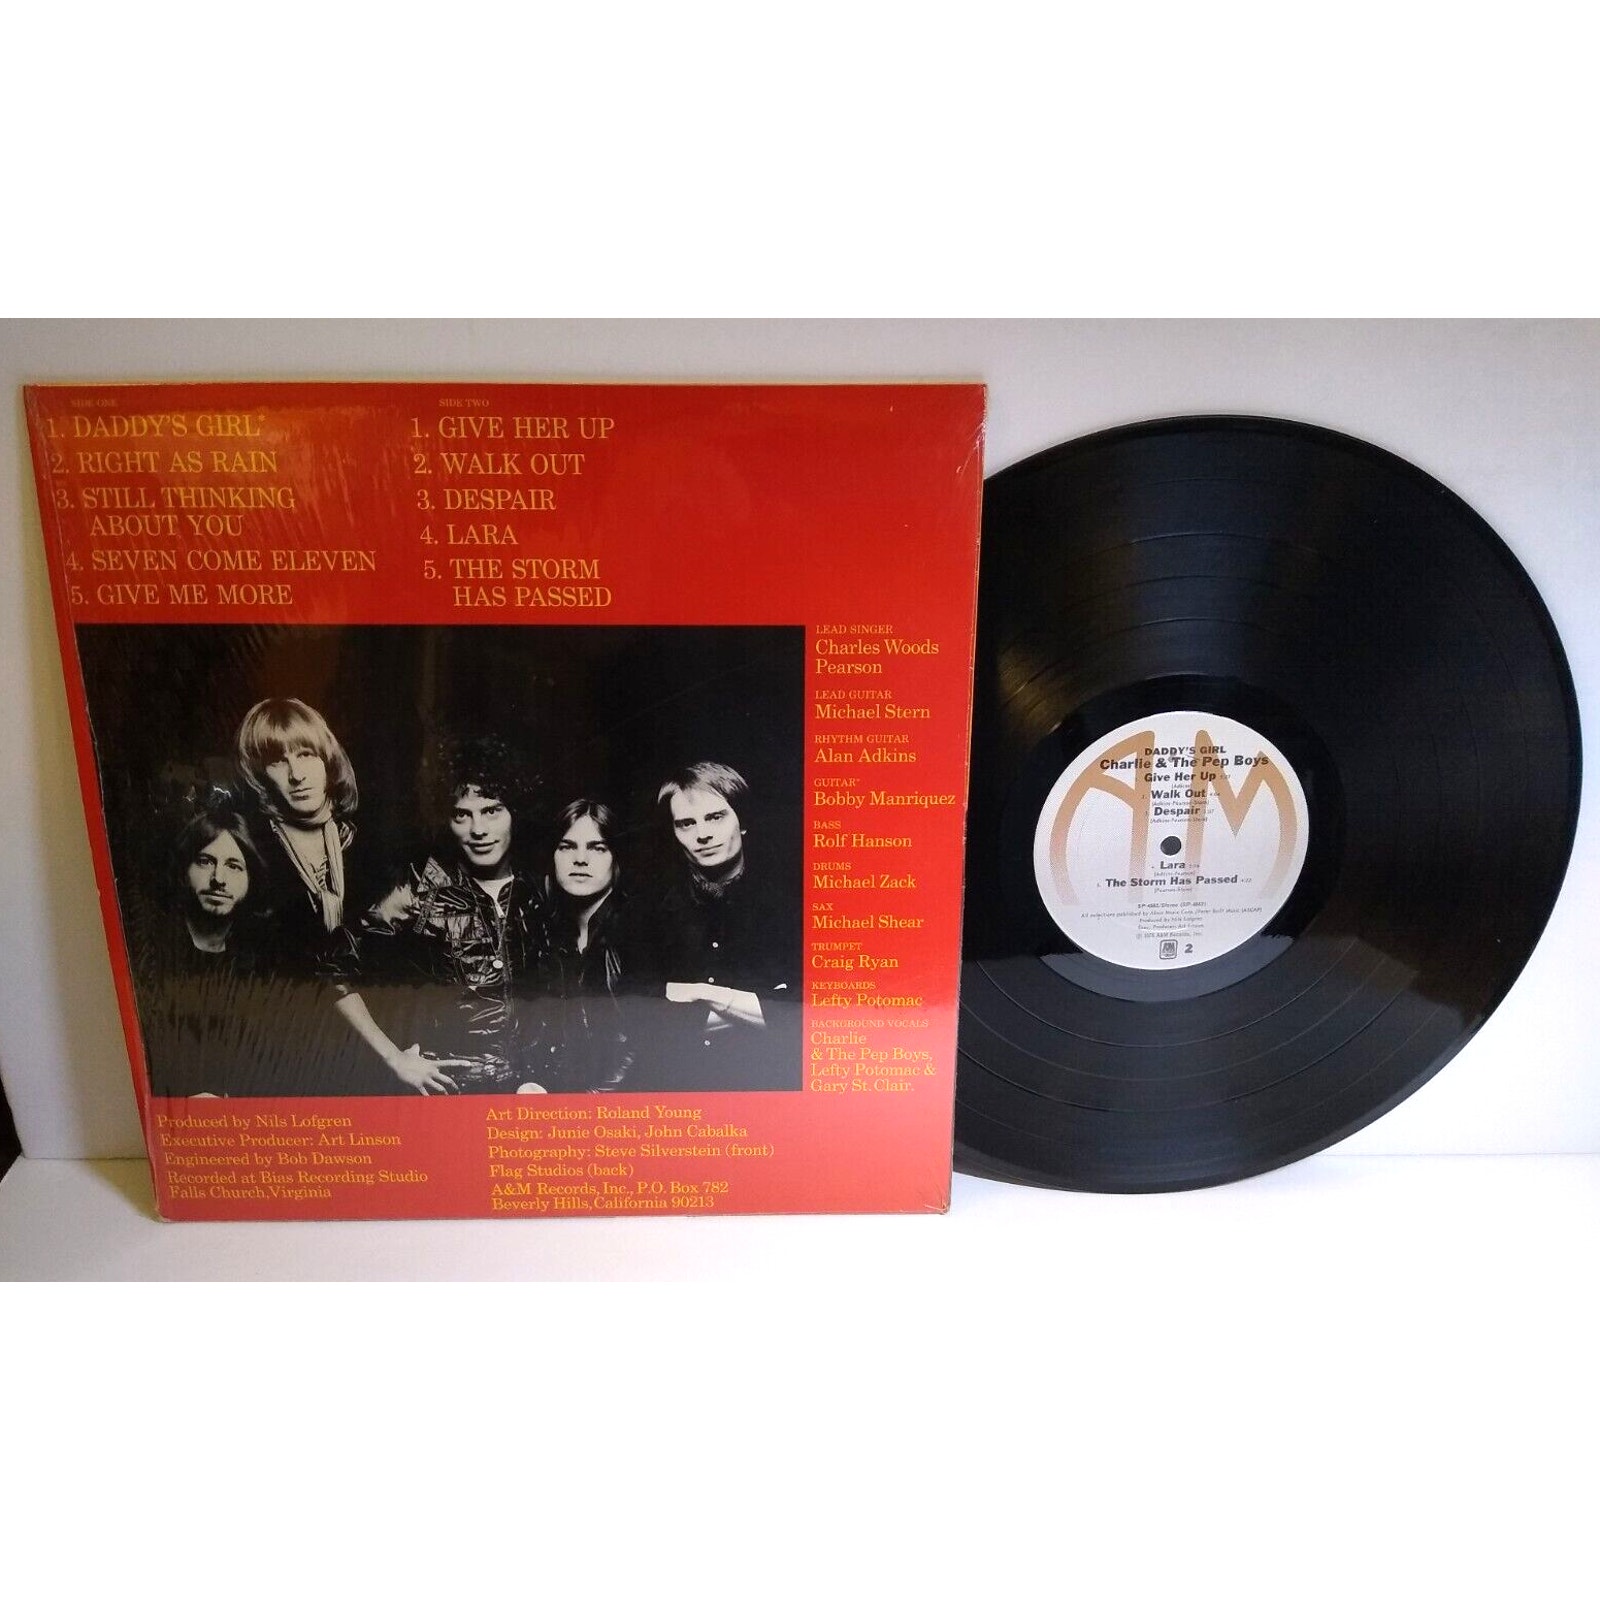 SIDE ONE
1. DADDY'S GIRL*
2. RIGHT AS RAIN
3. STILL THINKING
ABOUT YOU
4. SEVEN COME ELEVEN
5. GIVE ME MORE
SIDE TWO
1. GIVE HER UP
2. WALK OUT
3. DESPAIR
4. LARA
5. THE STORM
HAS PASSED
LEAD SINGER
Charles Woods
Pearson
LEAD GUITAR
Michael Stern
RHYTHM GUITAR
Alan Adkins
GUITAR*
Bobby Manriquez
BASS
Rolf Hanson
DRUMS
Michael Zack
SAX
Michael Shear
TRUMPET
Craig Ryan
KEYBOARDS
Lefty Potomac
BACKGROUND VOCALS
Charlie
& The Pep Boys,
Lefty Potomac &
Gary St. Clair.
Produced by Nils Lofgren
Executive Producer: Art Linson
Engineered by Bob Dawson
Recorded at Bias Recording Studio
Falls Church, Virginia
Art Direction: Roland Young
Design: Junie Osaki, John Cabalka
Photography: Steve Silverstein (front)
Flag Studios (back)
A&M Records, Inc., P.O. Box 782
Beverly Hills, California 90213
DADDY'S GIRL
Charlie & The Pep Boys
Give Her Up
Walk Out
Despair
Lara
The Storm Has Passed
Produced by Nils Lofgren
2